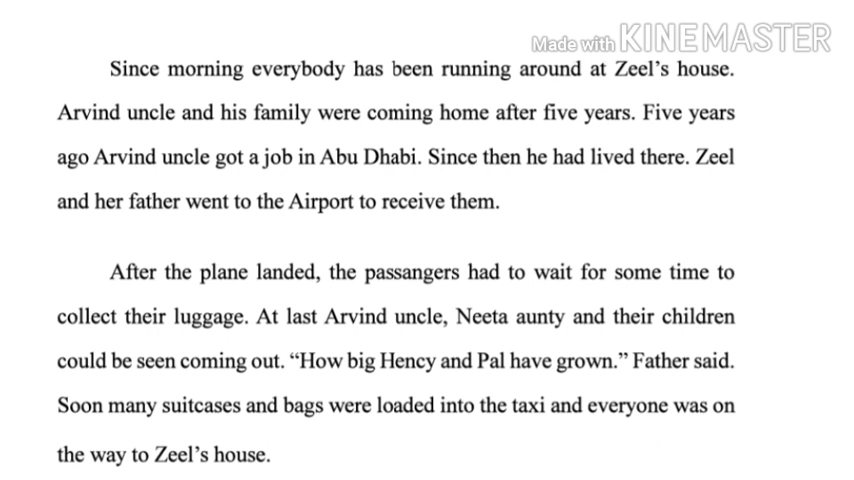 Made with KINEMASTER
Since morning everybody has been running around at Zeel's house.
Arvind uncle and his family were coming home after five years. Five years
ago Arvind uncle got a job in Abu Dhabi. Since then he had lived there. Zeel
and her father went to the Airport to receive them.
After the plane landed, the passangers had to wait for some time to
collect their luggage. At last Arvind uncle, Neeta aunty and their children
could be seen coming out. “How big Hency and Pal have grown.” Father said.
Soon many suitcases and bags were loaded into the taxi and everyone was on
the way to Zeel's house.